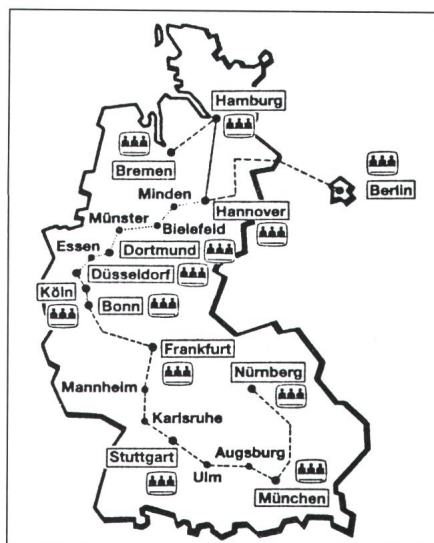 Hamburg
Bremen
Berlin
Minden
Hannover
Münster
Bielefeld
Essen
Dortmund
Düsseldorf
Köln
Bonn
Frankfurt
Nürnberg
Mannheim
Karlsruhe
Stuttgart
Augsburg
Ulm
München